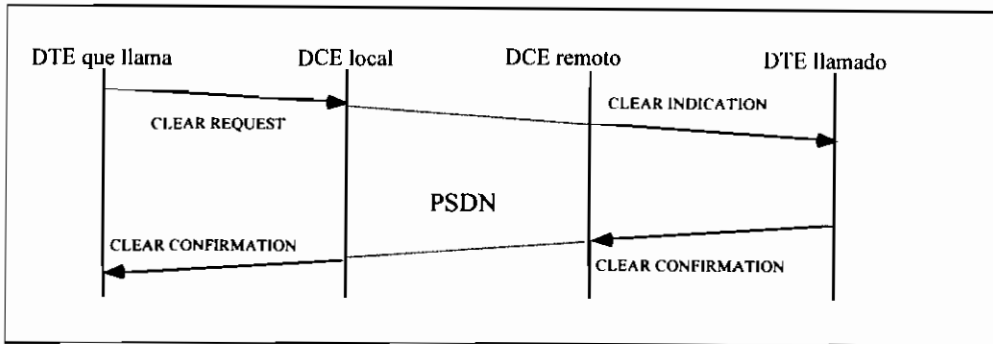 DTE que llama
DCE local
DCE remoto
DTE llamado
CLEAR REQUEST
CLEAR INDICATION
PSDN
CLEAR CONFIRMATION
CLEAR CONFIRMATION